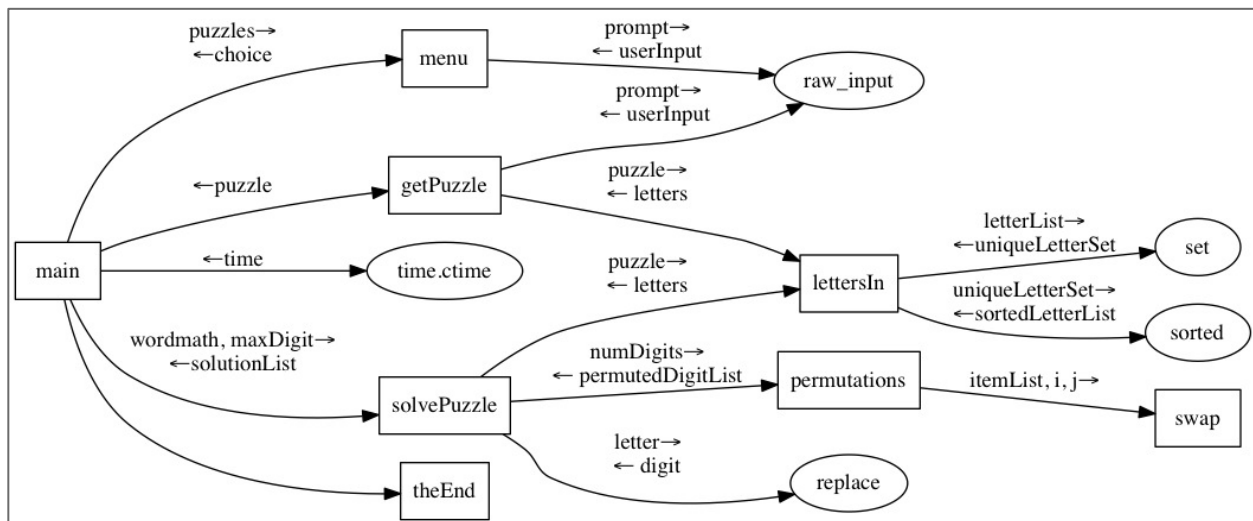 puzzles→
←choice
menu
prompt→
← userInput
raw_input
prompt→
← userInput
←puzzle
getPuzzle
puzzle→
← letters
main
←time
time.ctime
puzzle→
← letters
lettersIn
letterList→
←uniqueLetterSet
set
uniqueLetterSet→
←sortedLetterList
sorted
wordmath, maxDigit→
←solutionList
solvePuzzle
numDigits→
← permutedDigitList
permutations
itemList, i, j→
swap
letter→
← digit
replace
theEnd